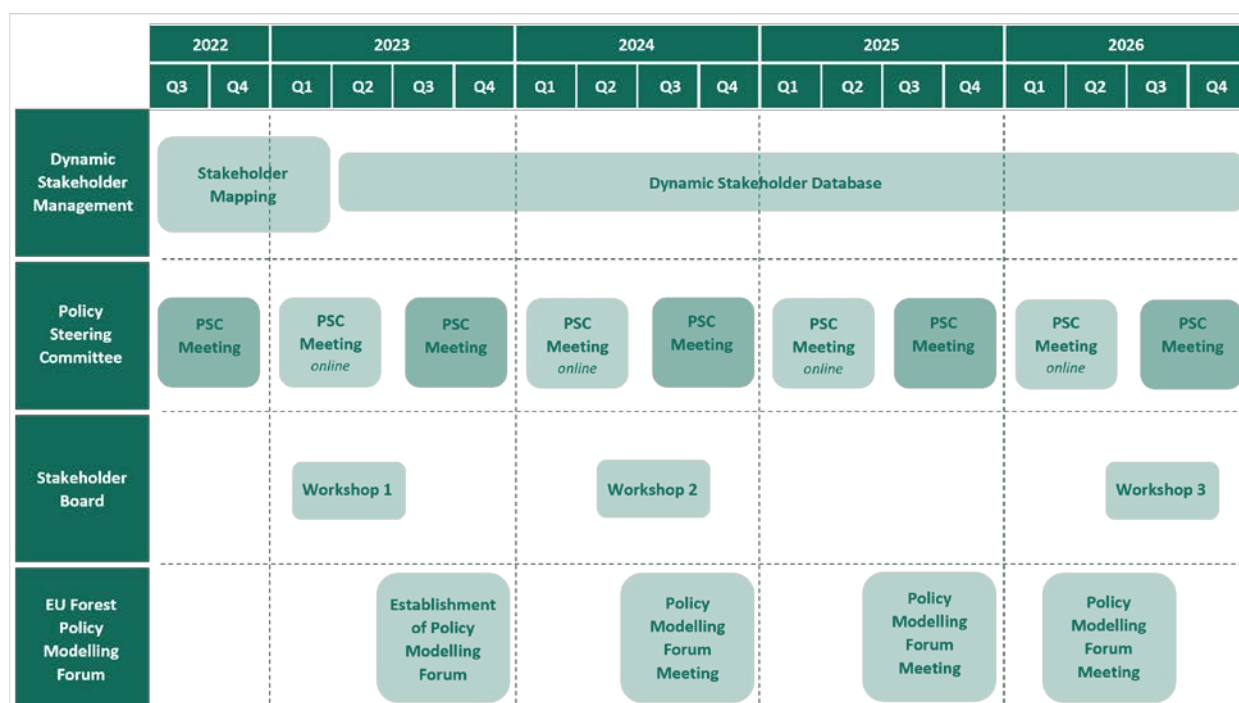 2022 2023 2024 2025 2026
Q3 Q4 Q1 Q2 Q3 Q4 Q1 Q2 Q3 Q4 Q1 Q2 Q3 Q4 Q1 Q2 Q3 Q4
Dynamic
Stakeholder
Management
Stakeholder
Mapping
Dynamic Stakeholder Database
Policy
Steering
Committee
PSC
Meeting
PSC
Meeting
online
PSC
Meeting
PSC
Meeting
online
PSC
Meeting
PSC
Meeting
online
PSC
Meeting
PSC
Meeting
online
PSC
Meeting
Stakeholder
Board
Workshop 1
Workshop 2
Workshop 3
EU Forest
Policy
Modelling
Forum
Establishment
of Policy
Modelling
Forum
Policy
Modelling
Forum
Meeting
Policy
Modelling
Forum
Meeting
Policy
Modelling
Forum
Meeting